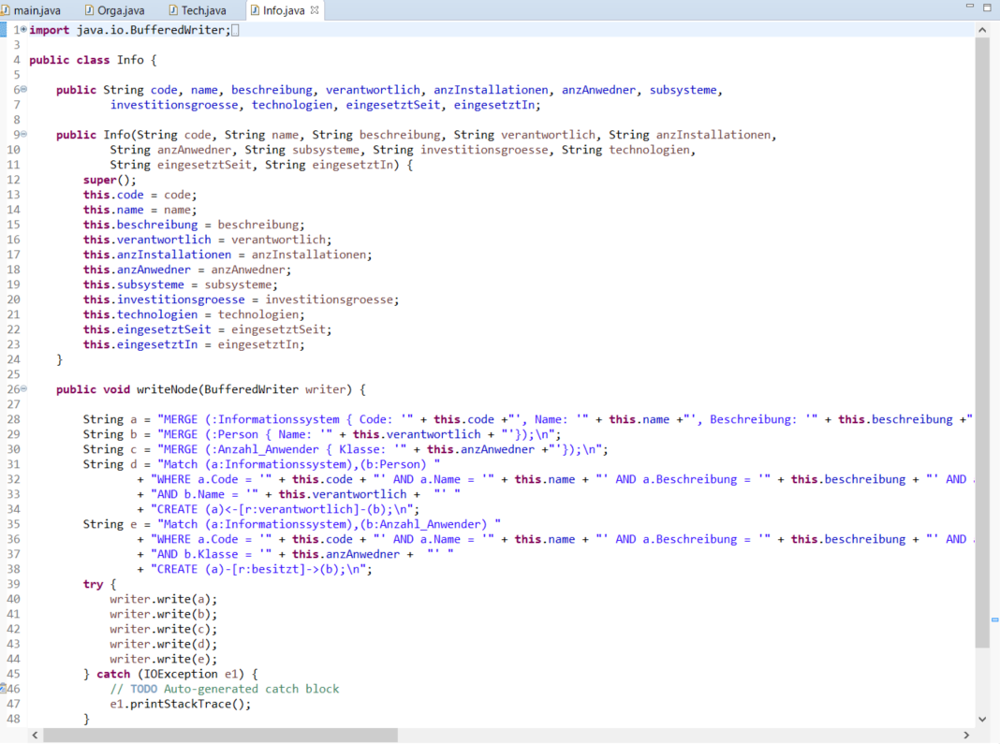 main.java Orga.java Tech.java Info.java
1 import java.io.BufferedWriter;
3
4 public class Info {
5
6 public String code, name, beschreibung, verantwortlich, anzInstallationen, anzAnwedner, subsysteme,
7 investitionsgroesse, technologien, eingesetztSeit, eingesetztIn;
8
9 public Info(String code, String name, String beschreibung, String verantwortlich, String anzInstallationen,
10 String anzAnwedner, String subsysteme, String investitionsgroesse, String technologien,
11 String eingesetztSeit, String eingesetztIn) {
12 super();
13 this.code = code;
14 this.name = name;
15 this.beschreibung = beschreibung;
16 this.verantwortlich = verantwortlich;
17 this.anzInstallationen = anzInstallationen;
18 this.anzAnwedner = anzAnwedner;
19 this.subsysteme = subsysteme;
20 this.investitionsgroesse = investitionsgroesse;
21 this.technologien = technologien;
22 this.eingesetztSeit = eingesetztSeit;
23 this.eingesetztIn = eingesetztIn;
24 }
25
26 public void writeNode(BufferedWriter writer) {
27
28 String a = "MERGE (:Informationssystem { Code: '" + this.code +"', Name: '" + this.name +"', Beschreibung: '" + this.beschreibung +"
29 String b = "MERGE (:Person { Name: '" + this.verantwortlich + "'});\n";
30 String c = "MERGE (:Anzahl_Anwender { Klasse: '" + this.anzAnwedner +"'});\n";
31 String d = "Match (a:Informationssystem),(b:Person) "
32 + "WHERE a.Code = '" + this.code + "' AND a.Name = '" + this.name + "' AND a.Beschreibung = '" + this.beschreibung + "' AND
33 + "AND b.Name = '" + this.verantwortlich + "' "
34 + "CREATE (a)<-[r:verantwortlich]-(b);\n";
35 String e = "Match (a:Informationssystem),(b:Anzahl_Anwender) "
36 + "WHERE a.Code = '" + this.code + "' AND a.Name = '" + this.name + "' AND a.Beschreibung = '" + this.beschreibung + "' AND
37 + "AND b.Klasse = '" + this.anzAnwedner + "' "
38 + "CREATE (a)-[r:besitzt]->(b);\n";
39 try {
40 writer.write(a);
41 writer.write(b);
42 writer.write(c);
43 writer.write(d);
44 writer.write(e);
45 } catch (IOException e1) {
46 // TODO Auto-generated catch block
47 e1.printStackTrace();
48 }